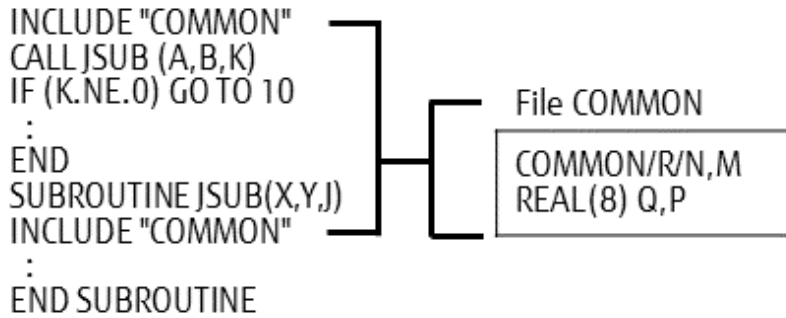 INCLUDE "COMMON"
CALL JSUB (A,B,K)
IF (K.NE.0) GO TO 10
:
END
SUBROUTINE JSUB(X,Y,J)
INCLUDE "COMMON"
:
END SUBROUTINE
File COMMON
COMMON/R/N,M
REAL(8) Q,P